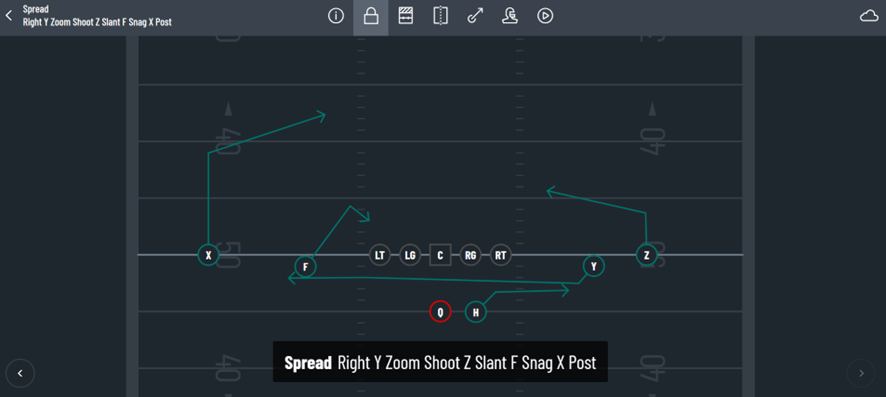 Spread
Right Y Zoom Shoot Z Slant F Snag X Post
40
40
X
F
LT
LG
C
RG
RT
Y
Z
50
50
Q
H
Spread Right Y Zoom Shoot Z Slant F Snag X Post
40
40